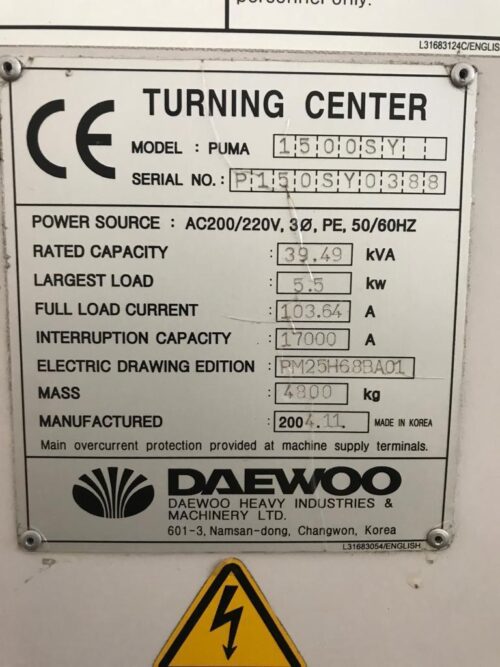 personnel only.
L31683124C/ENGLIS
CE
TURNING CENTER
MODEL : PUMA 1500SY
SERIAL NO. : P150SY0388
POWER SOURCE : AC200/220V, 3Ø, PE, 50/60HZ
RATED CAPACITY : 39.49 kVA
LARGEST LOAD : 5.5 kw
FULL LOAD CURRENT : 103.64 A
INTERRUPTION CAPACITY : 17000 A
ELECTRIC DRAWING EDITION : PM25H68BA01
MASS : 4800 kg
MANUFACTURED : 2004.11. MADE IN KOREA
Main overcurrent protection provided at machine supply terminals.
DAEWOO
DAEWOO HEAVY INDUSTRIES &
MACHINERY LTD.
601-3, Namsan-dong, Changwon, Korea
L31683054/ENGLISH